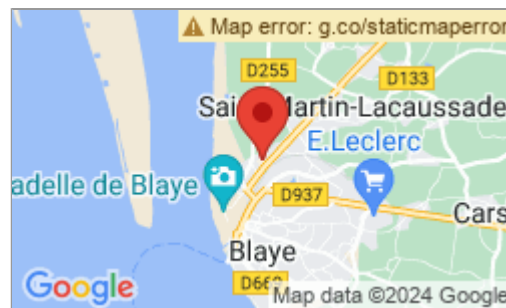 Map error: g.co/staticmaperror
D255
D133
Saint-Martin-Lacaussade
E.Leclerc
adelle de Blaye
D937
Cars
Blaye
D66
Google
Map data ©2024 Google